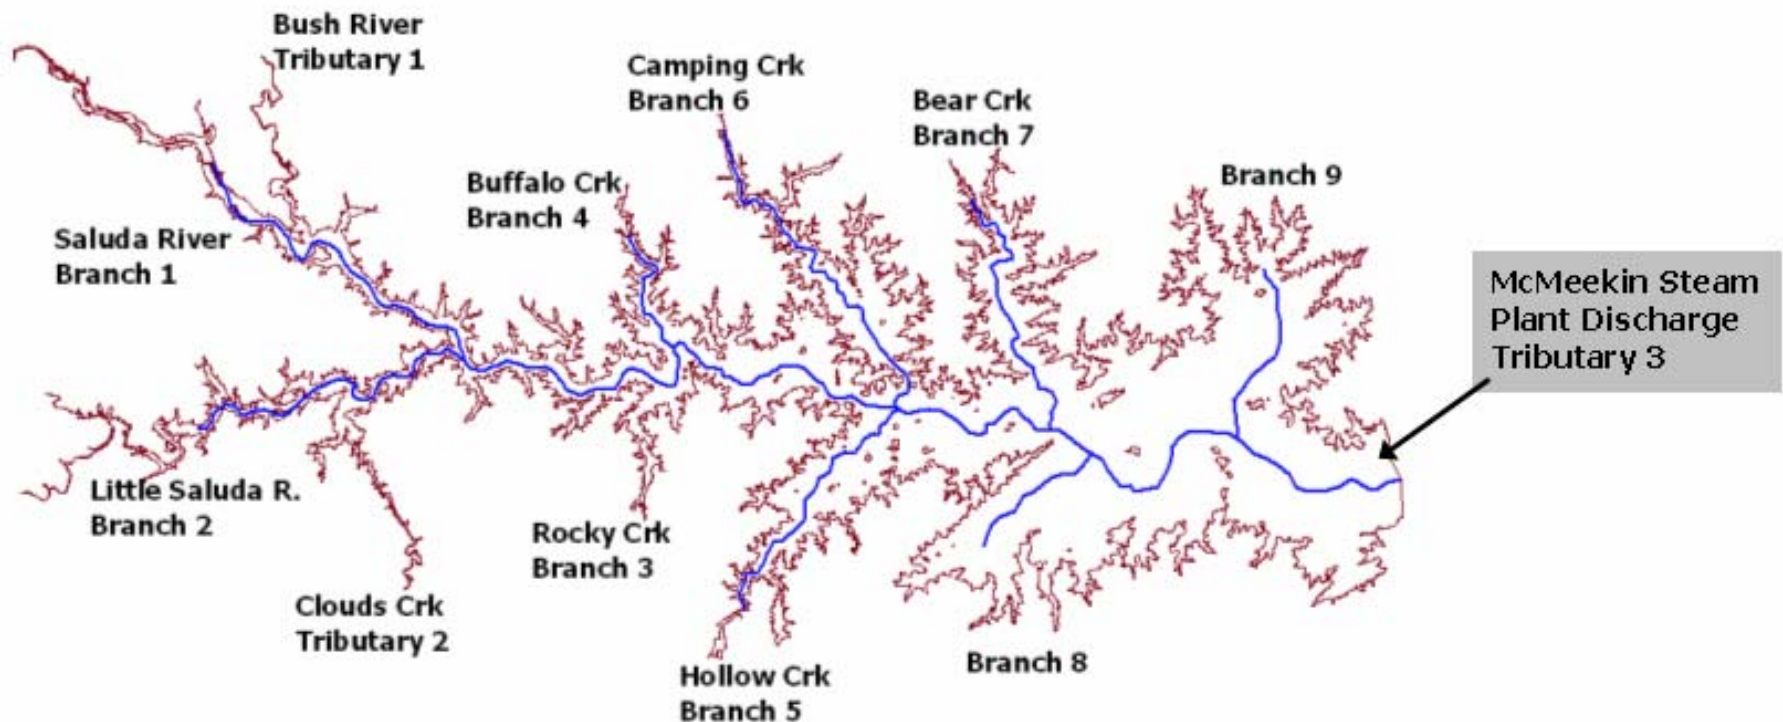 Bush River
Tributary 1
Camping Crk
Branch 6
Bear Crk
Branch 7
Buffalo Crk
Branch 4
Branch 9
Saluda River
Branch 1
McMeekin Steam
Plant Discharge
Tributary 3
Little Saluda R.
Branch 2
Rocky Crk
Branch 3
Clouds Crk
Tributary 2
Hollow Crk
Branch 5
Branch 8